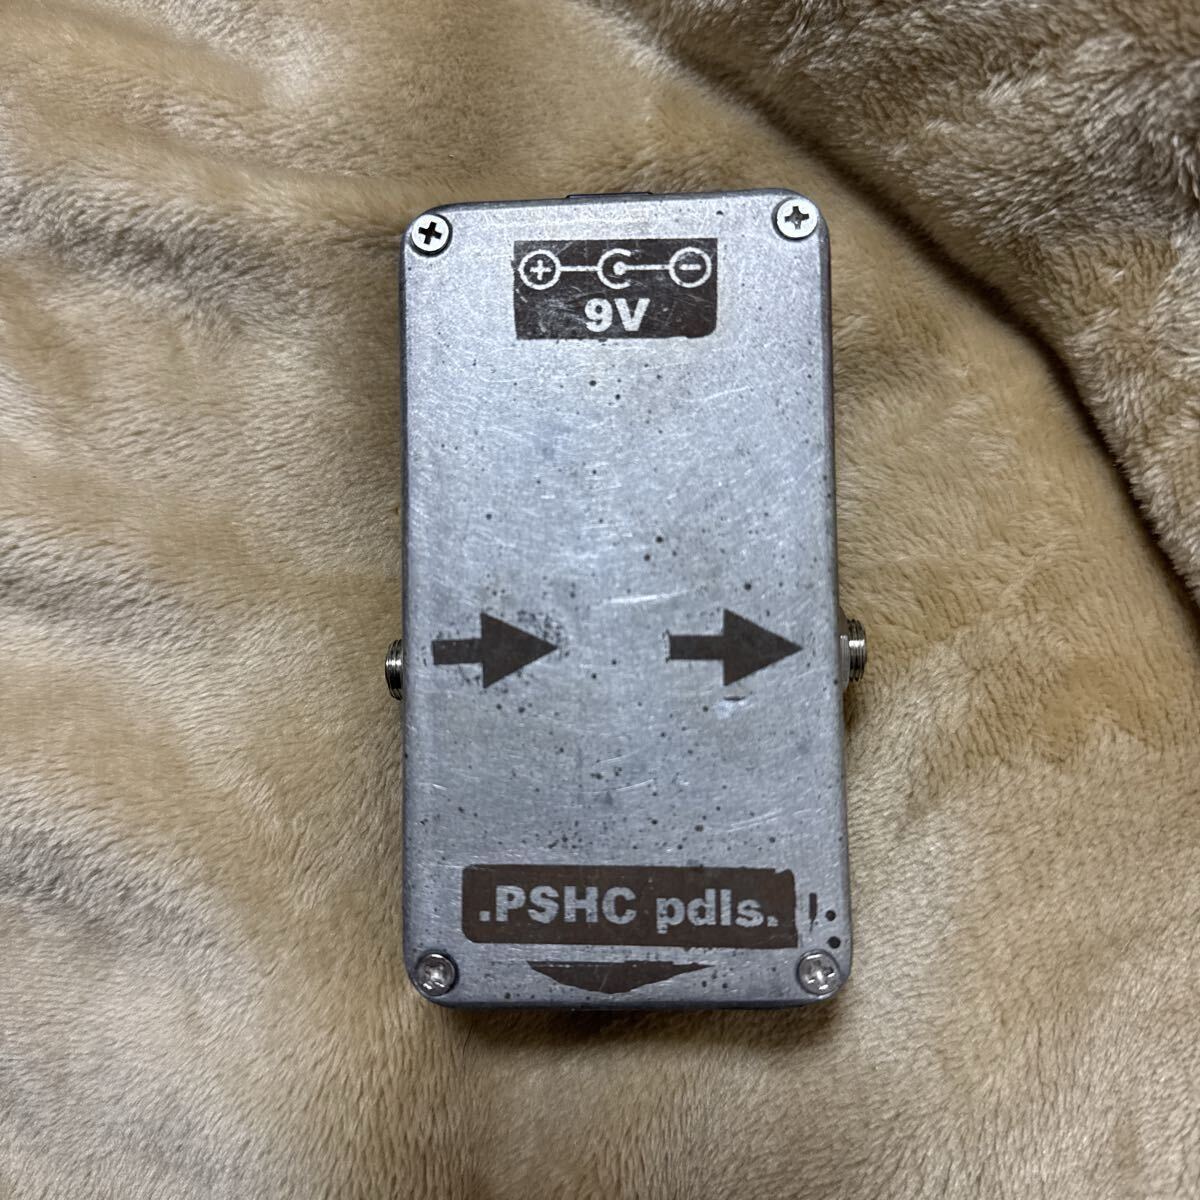 + -
9V
.PSHC pdls.